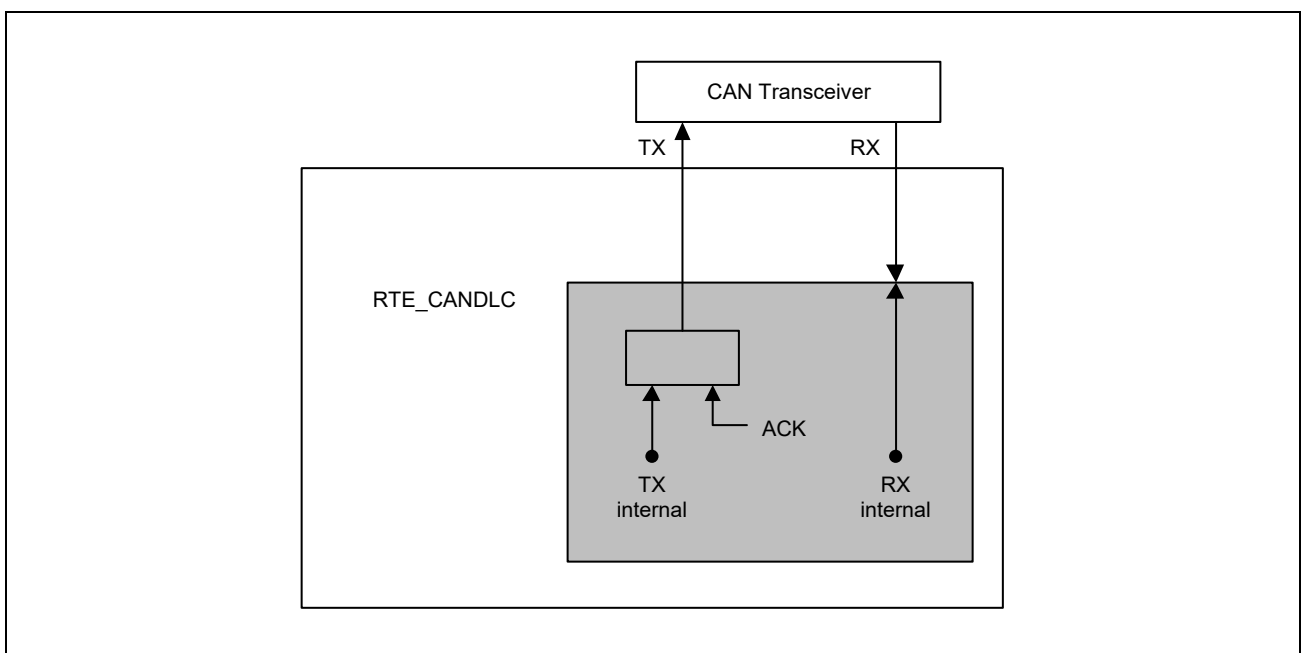 CAN Transceiver
TX
RX
RTE_CANDLC
ACK
TX
internal
RX
internal